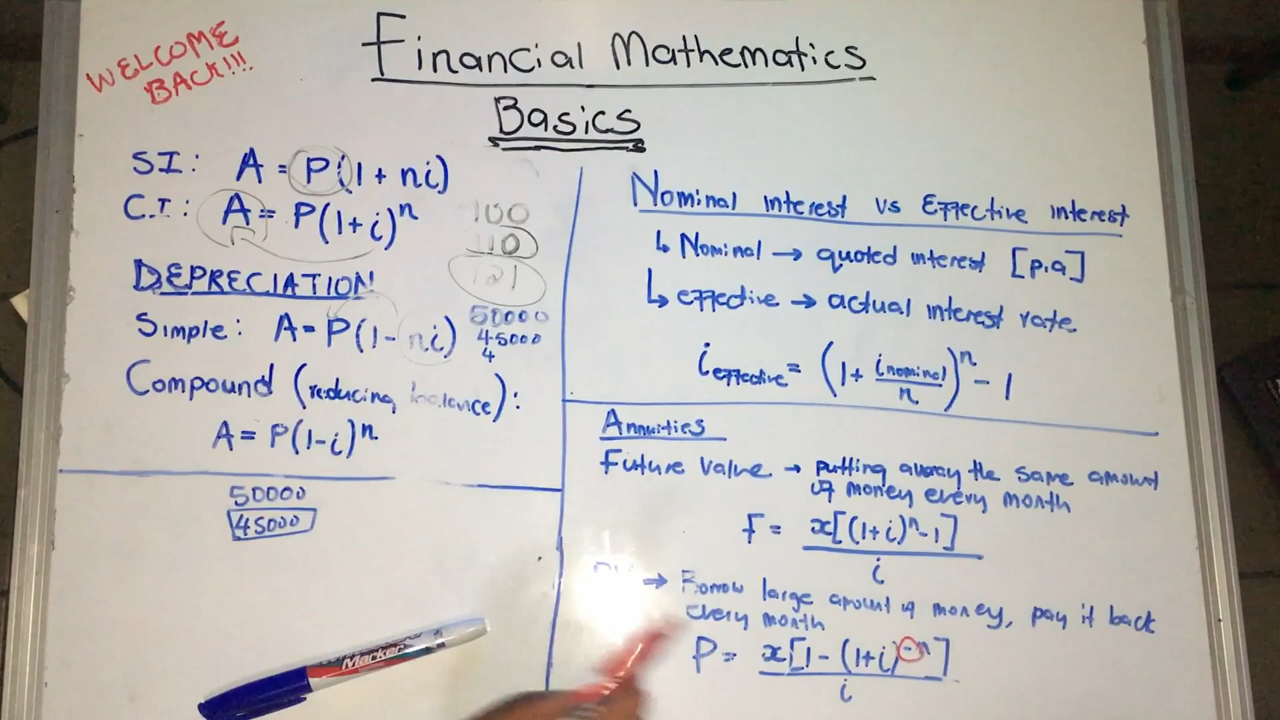 WELCOME
BACK!!!
Financial Mathematics
Basics
SI: A = P(1 + ni)
C.I: A = P(1+i)^n
100
110
121
DEPRECIATION
Simple: A = P(1 - ni)
50000
45000
4
Compound (reducing balance):
A = P(1-i)^n
50000
45000
Nominal interest vs Effective interest
↳ Nominal → quoted interest [p.a]
↳ effective → actual interest rate.
i effective = (1 + i nominal / n)^n - 1
Annuities
Future Value → putting away the same amount
of money every month
F = x[(1+i)^n - 1] / i
→ Borrow large amount of money, pay it back
every month
P = x[1 - (1+i)^-n] / i
Marker